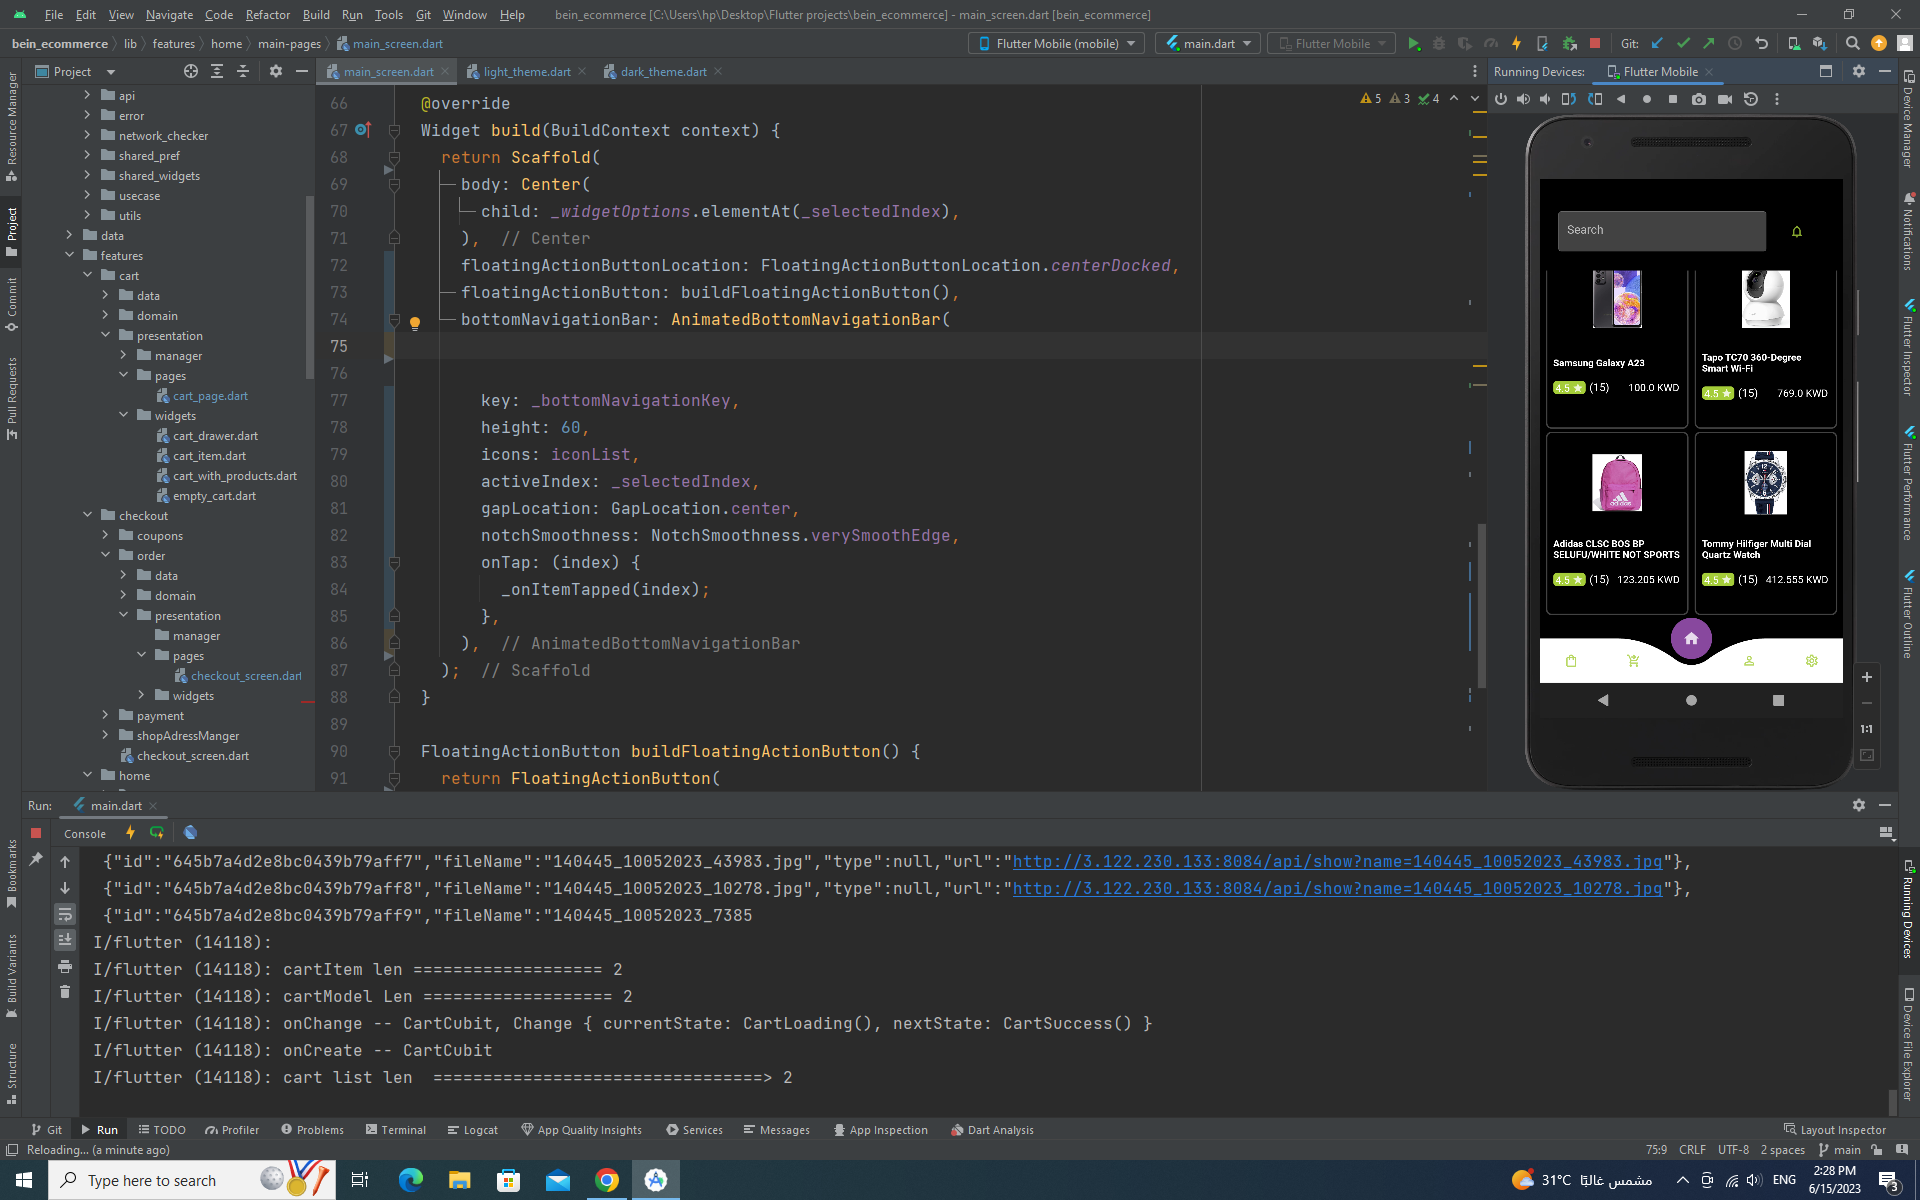 File Edit View Navigate Code Refactor Build Run Tools Git Window Help bein_ecommerce [C:\Users\hp\Desktop\Flutter projects\bein_ecommerce] - main_screen.dart [bein_ecommerce]
bein_ecommerce lib features home main-pages main_screen.dart Flutter Mobile (mobile) main.dart Flutter Mobile Git:
Project main_screen.dart light_theme.dart dark_theme.dart Running Devices: Flutter Mobile
api
error
network_checker
shared_pref
shared_widgets
usecase
utils
data
features
cart
data
domain
presentation
manager
pages
cart_page.dart
widgets
cart_drawer.dart
cart_item.dart
cart_with_products.dart
empty_cart.dart
checkout
coupons
order
data
domain
presentation
manager
pages
checkout_screen.dart
widgets
payment
shopAdressManger
checkout_screen.dart
home
5 3 4
66 @override
67 Widget build(BuildContext context) {
68 return Scaffold(
69 body: Center(
70 child: _widgetOptions.elementAt(_selectedIndex),
71 ), // Center
72 floatingActionButtonLocation: FloatingActionButtonLocation.centerDocked,
73 floatingActionButton: buildFloatingActionButton(),
74 bottomNavigationBar: AnimatedBottomNavigationBar(
75
76
77 key: _bottomNavigationKey,
78 height: 60,
79 icons: iconList,
80 activeIndex: _selectedIndex,
81 gapLocation: GapLocation.center,
82 notchSmoothness: NotchSmoothness.verySmoothEdge,
83 onTap: (index) {
84 _onItemTapped(index);
85 },
86 ), // AnimatedBottomNavigationBar
87 ); // Scaffold
88 }
89
90 FloatingActionButton buildFloatingActionButton() {
91 return FloatingActionButton(
Search
Samsung Galaxy A23
4.5 (15) 100.0 KWD
Tapo TC70 360-Degree
Smart Wi-Fi
4.5 (15) 769.0 KWD
adidas
Adidas CLSC BOS BP
SELUFU/WHITE NOT SPORTS
4.5 (15) 123.205 KWD
Tommy Hilfiger Multi Dial
Quartz Watch
4.5 (15) 412.555 KWD
1:1
Resource Manager
Project
Commit
Pull Requests
Bookmarks
Build Variants
Structure
Device Manager
Notifications
Flutter Inspector
Flutter Performance
Flutter Outline
Running Devices
Device File Explorer
Run: main.dart
Console
{"id":"645b7a4d2e8bc0439b79aff7","fileName":"140445_10052023_43983.jpg","type":null,"url":"http://3.122.230.133:8084/api/show?name=140445_10052023_43983.jpg"},
{"id":"645b7a4d2e8bc0439b79aff8","fileName":"140445_10052023_10278.jpg","type":null,"url":"http://3.122.230.133:8084/api/show?name=140445_10052023_10278.jpg"},
{"id":"645b7a4d2e8bc0439b79aff9","fileName":"140445_10052023_7385
I/flutter (14118):
I/flutter (14118): cartItem len =================== 2
I/flutter (14118): cartModel Len =================== 2
I/flutter (14118): onChange -- CartCubit, Change { currentState: CartLoading(), nextState: CartSuccess() }
I/flutter (14118): onCreate -- CartCubit
I/flutter (14118): cart list len =================================> 2
Git Run TODO Profiler Problems Terminal Logcat App Quality Insights Services Messages App Inspection Dart Analysis Layout Inspector
Reloading... (a minute ago) 75:9 CRLF UTF-8 2 spaces main
Type here to search 31°C مشمس غالبًا ENG 2:28 PM
6/15/2023 3